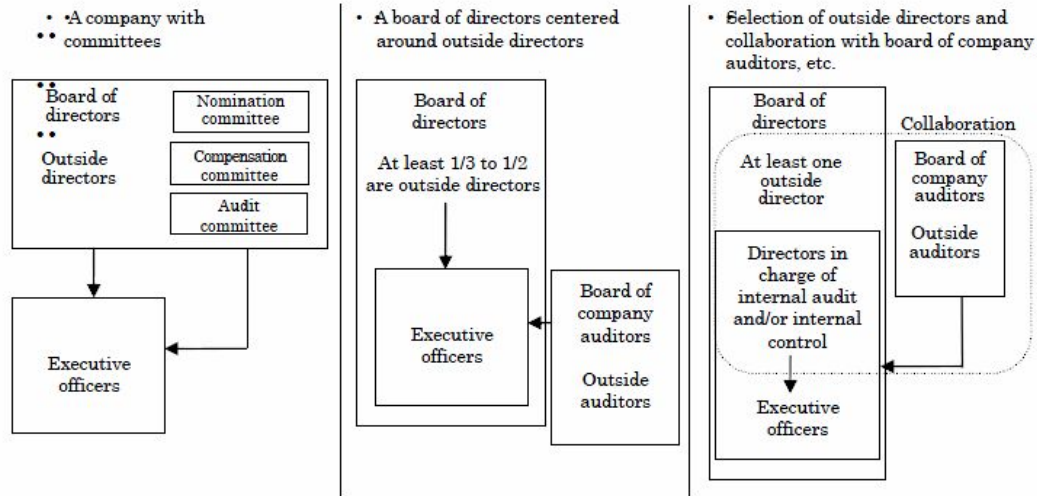 • •A company with
•• committees
••
Board of
directors
••
Outside
directors
Nomination
committee
Compensation
committee
Audit
committee
Executive
officers
• •A board of directors centered
around outside directors
Board of
directors
At least 1/3 to 1/2
are outside directors
Executive
officers
Board of
company
auditors
Outside
auditors
• •Selection of outside directors and
collaboration with board of company
auditors, etc.
Board of
directors
Collaboration
At least one
outside
director
Board of
company
auditors
Outside
auditors
Directors in
charge of
internal audit
and/or internal
control
Executive
officers